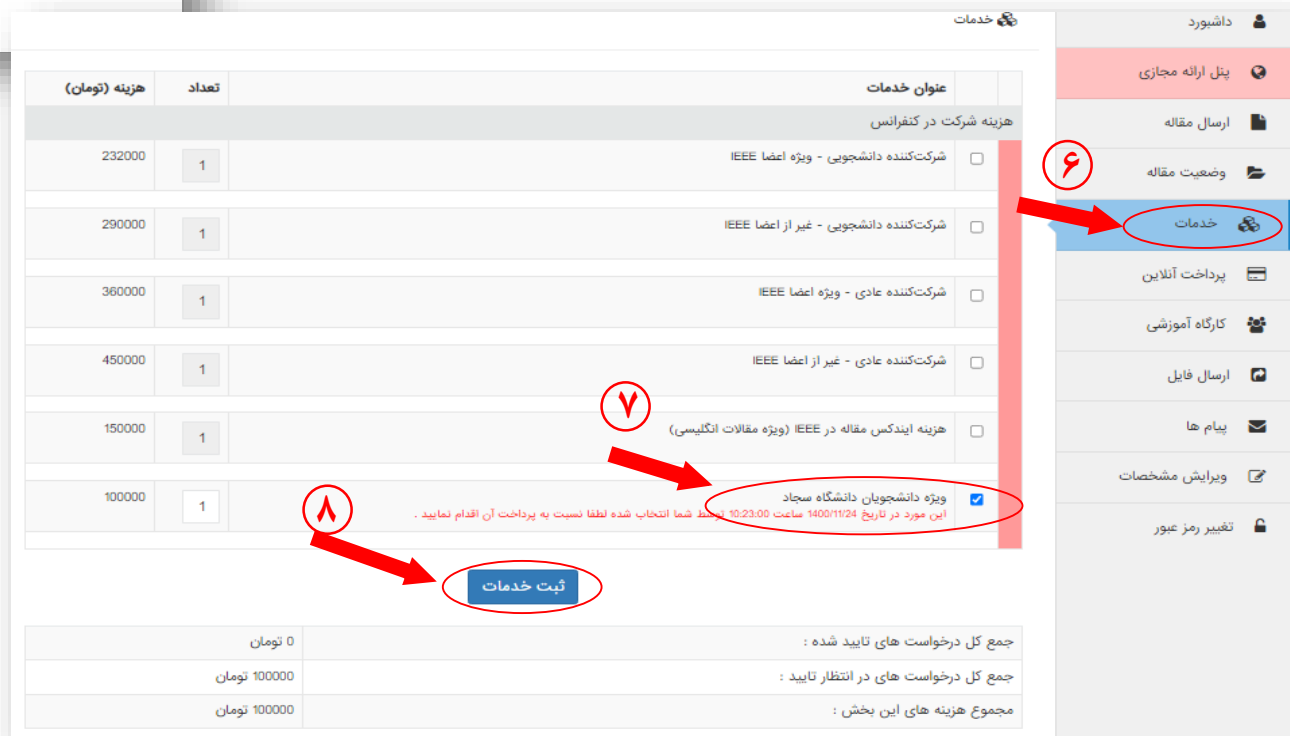 داشبورد
پنل ارائه مجازی
ارسال مقاله
وضعیت مقاله
۶
خدمات
پرداخت آنلاین
کارگاه آموزشی
ارسال فایل
پیام ها
ویرایش مشخصات
تغییر رمز عبور
خدمات
عنوان خدمات تعداد هزینه (تومان)
هزینه شرکت در کنفرانس
شرکت‌کننده دانشجویی - ویژه اعضا IEEE 1 232000
شرکت‌کننده دانشجویی - غیر از اعضا IEEE 1 290000
شرکت‌کننده عادی - ویژه اعضا IEEE 1 360000
شرکت‌کننده عادی - غیر از اعضا IEEE 1 450000
۷
هزینه ایندکس مقاله در IEEE (ویژه مقالات انگلیسی) 1 150000
ویژه دانشجویان دانشگاه سجاد 1 100000
این مورد در تاریخ 1400/11/24 ساعت 10:23:00 توسط شما انتخاب شده لطفا نسبت به پرداخت آن اقدام نمایید .
۸
ثبت خدمات
جمع کل درخواست های تایید شده : 0 تومان
جمع کل درخواست های در انتظار تایید : 100000 تومان
مجموع هزینه های این بخش : 100000 تومان